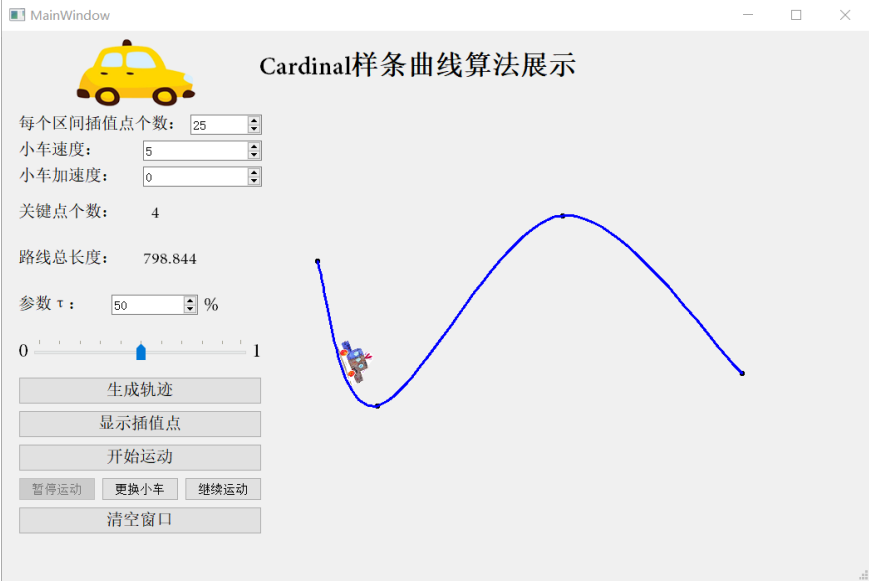 MainWindow
Cardinal样条曲线算法展示
每个区间插值点个数： 25
小车速度： 5
小车加速度： 0
关键点个数： 4
路线总长度： 798.844
参数τ： 50 %
0 1
生成轨迹
显示插值点
开始运动
暂停运动 更换小车 继续运动
清空窗口